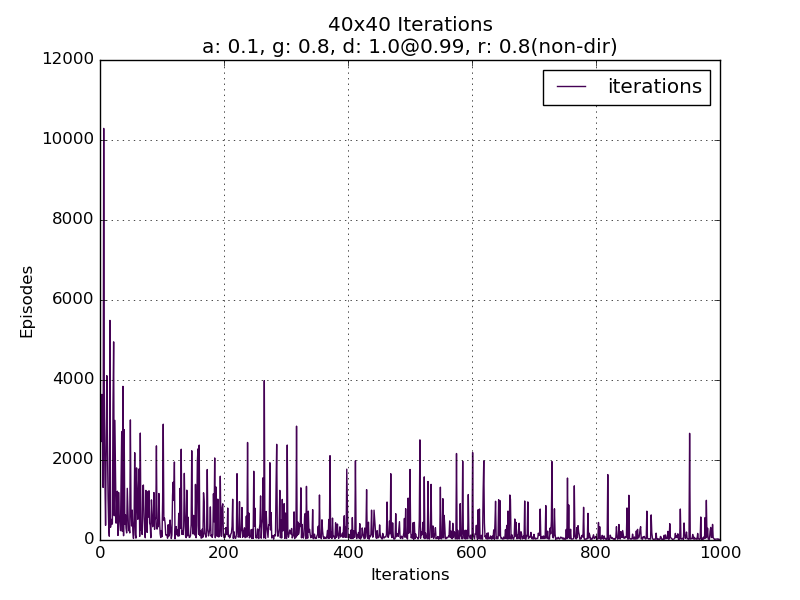 40x40 Iterations
a: 0.1, g: 0.8, d: 1.0@0.99, r: 0.8(non-dir)
12000
iterations
10000
8000
6000
4000
2000
0
Episodes
0 200 400 600 800 1000
Iterations